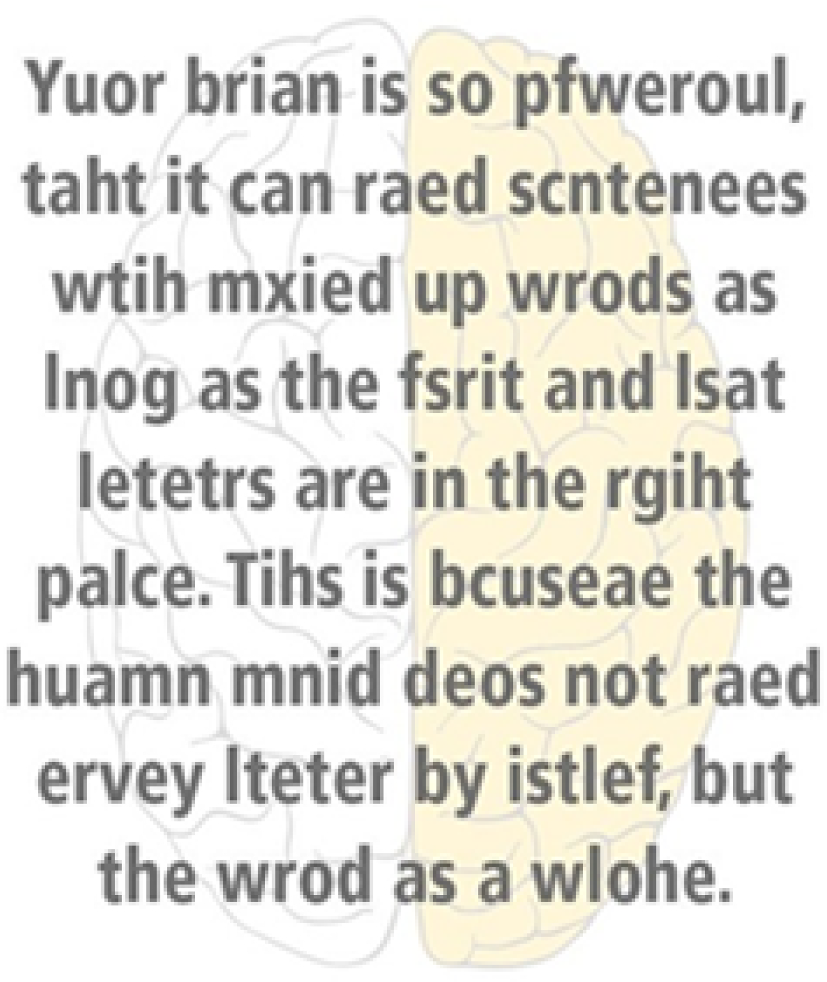 Yuor brian is so pfweroul,
taht it can raed scntenees
wtih mxied up wrods as
lnog as the fsrit and lsat
letetrs are in the rgiht
palce. Tihs is bcuseae the
huamn mnid deos not raed
ervey lteter by istlef, but
the wrod as a wlohe.